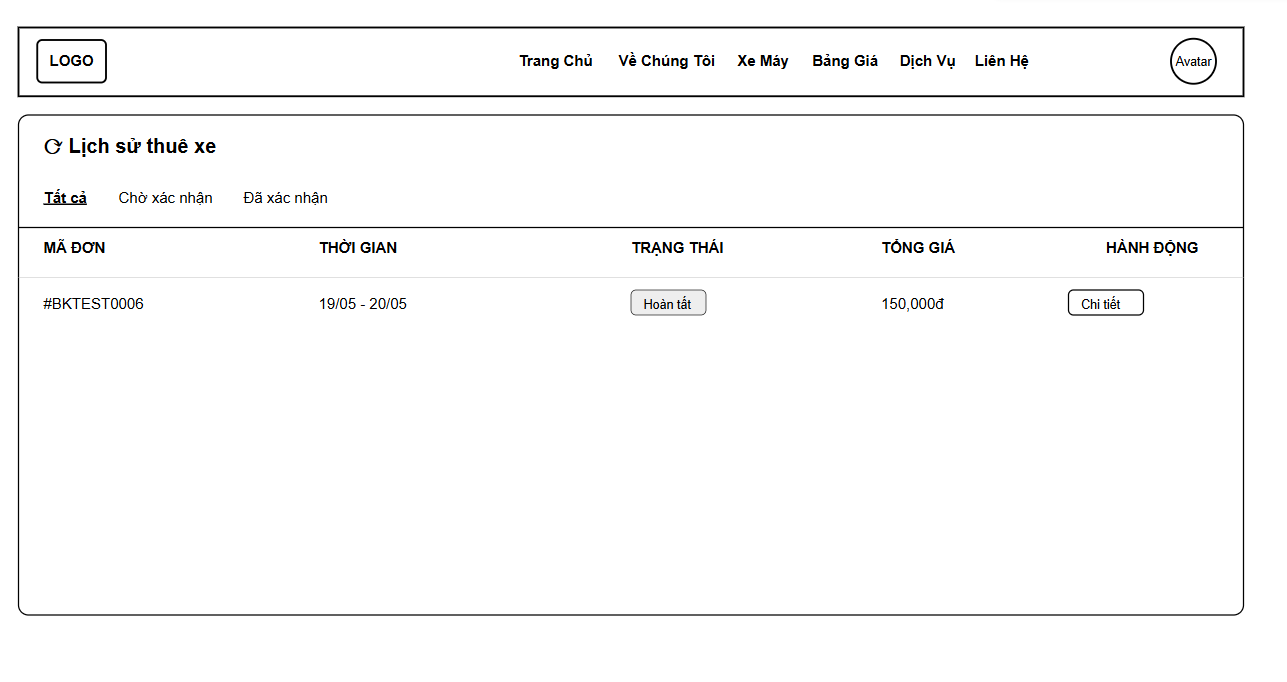 LOGO Trang Chủ Về Chúng Tôi Xe Máy Bảng Giá Dịch Vụ Liên Hệ Avatar
Lịch sử thuê xe
Tất cả Chờ xác nhận Đã xác nhận
MÃ ĐƠN THỜI GIAN TRẠNG THÁI TỔNG GIÁ HÀNH ĐỘNG
#BKTEST0006 19/05 - 20/05 Hoàn tất 150,000đ Chi tiết